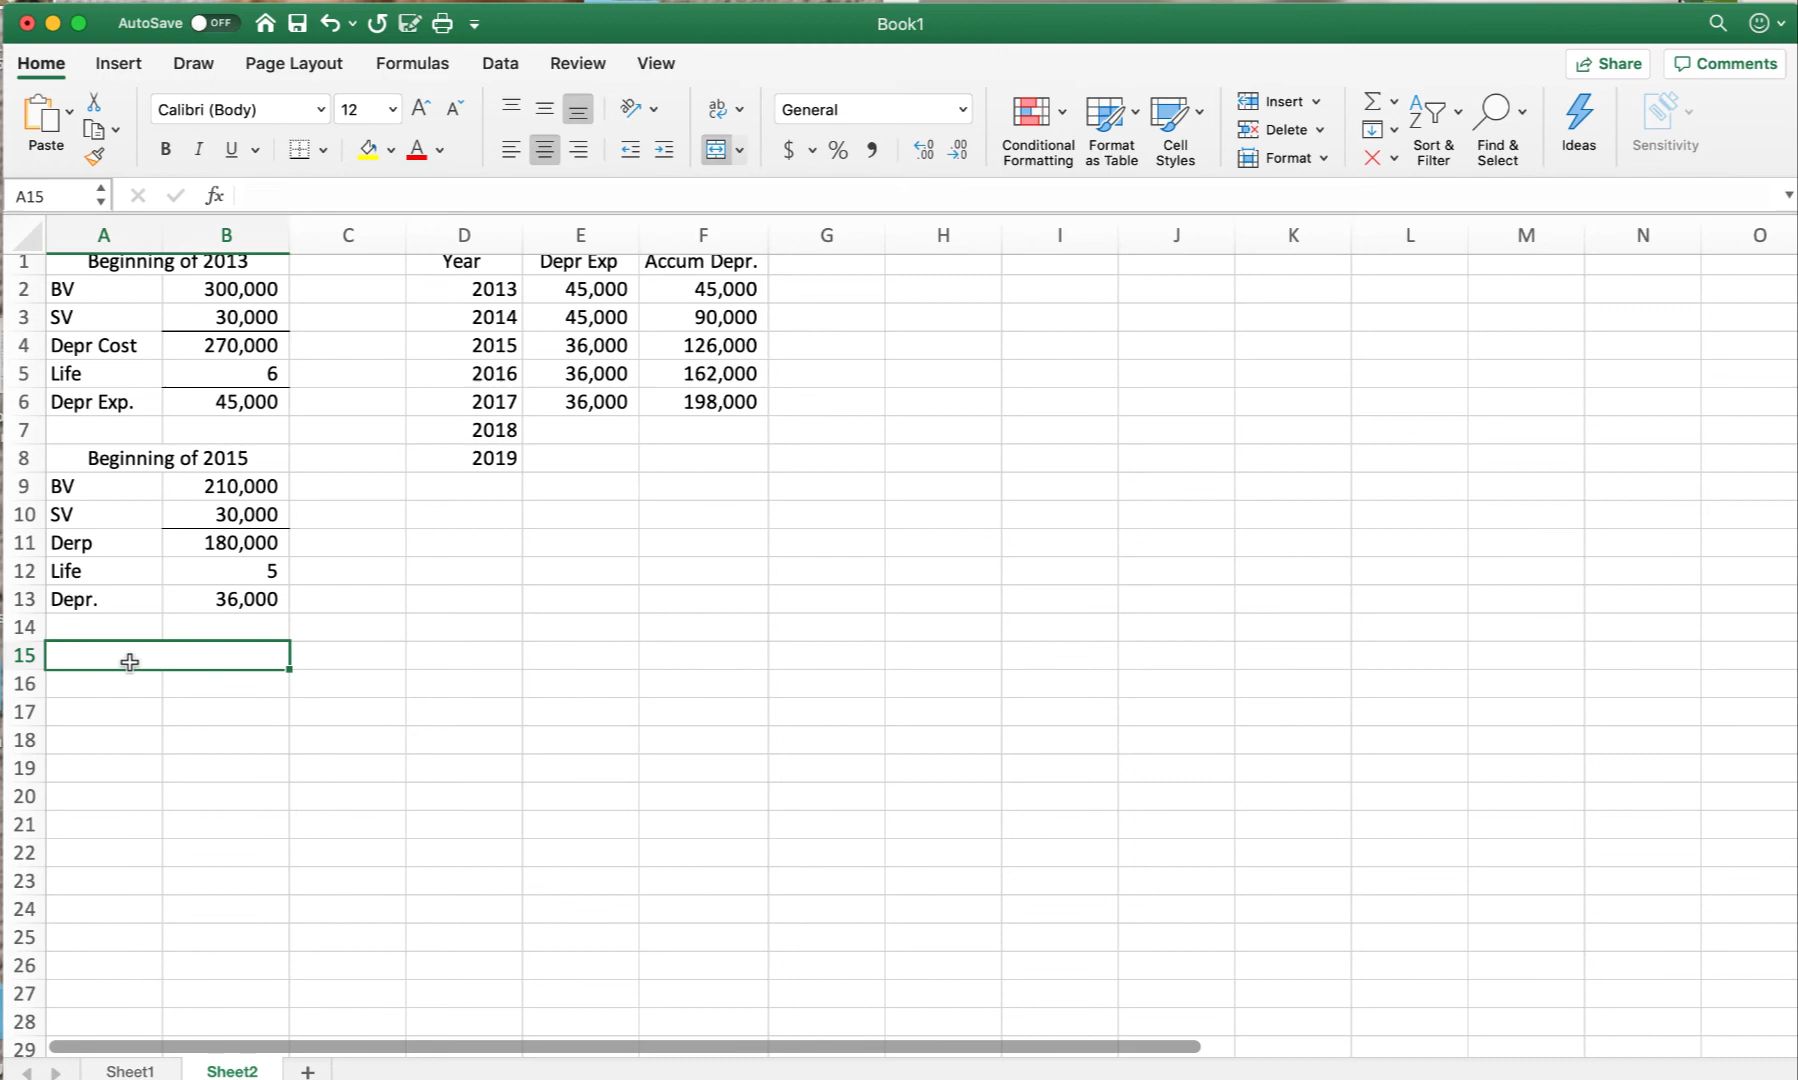 AutoSave OFF Book1
Home Insert Draw Page Layout Formulas Data Review View Share Comments
Paste Calibri (Body) 12 A A ab General Conditional Formatting Format as Table Cell Styles Insert Delete Format Sort & Filter Find & Select Ideas Sensitivity
B I U A $ % .00
A15 fx
A B C D E F G H I J K L M N O
1 Beginning of 2013 Year Depr Exp Accum Depr.
2 BV 300,000 2013 45,000 45,000
3 SV 30,000 2014 45,000 90,000
4 Depr Cost 270,000 2015 36,000 126,000
5 Life 6 2016 36,000 162,000
6 Depr Exp. 45,000 2017 36,000 198,000
7 2018
8 Beginning of 2015 2019
9 BV 210,000
10 SV 30,000
11 Derp 180,000
12 Life 5
13 Depr. 36,000
14
15
16
17
18
19
20
21
22
23
24
25
26
27
28
29
Sheet1 Sheet2 +